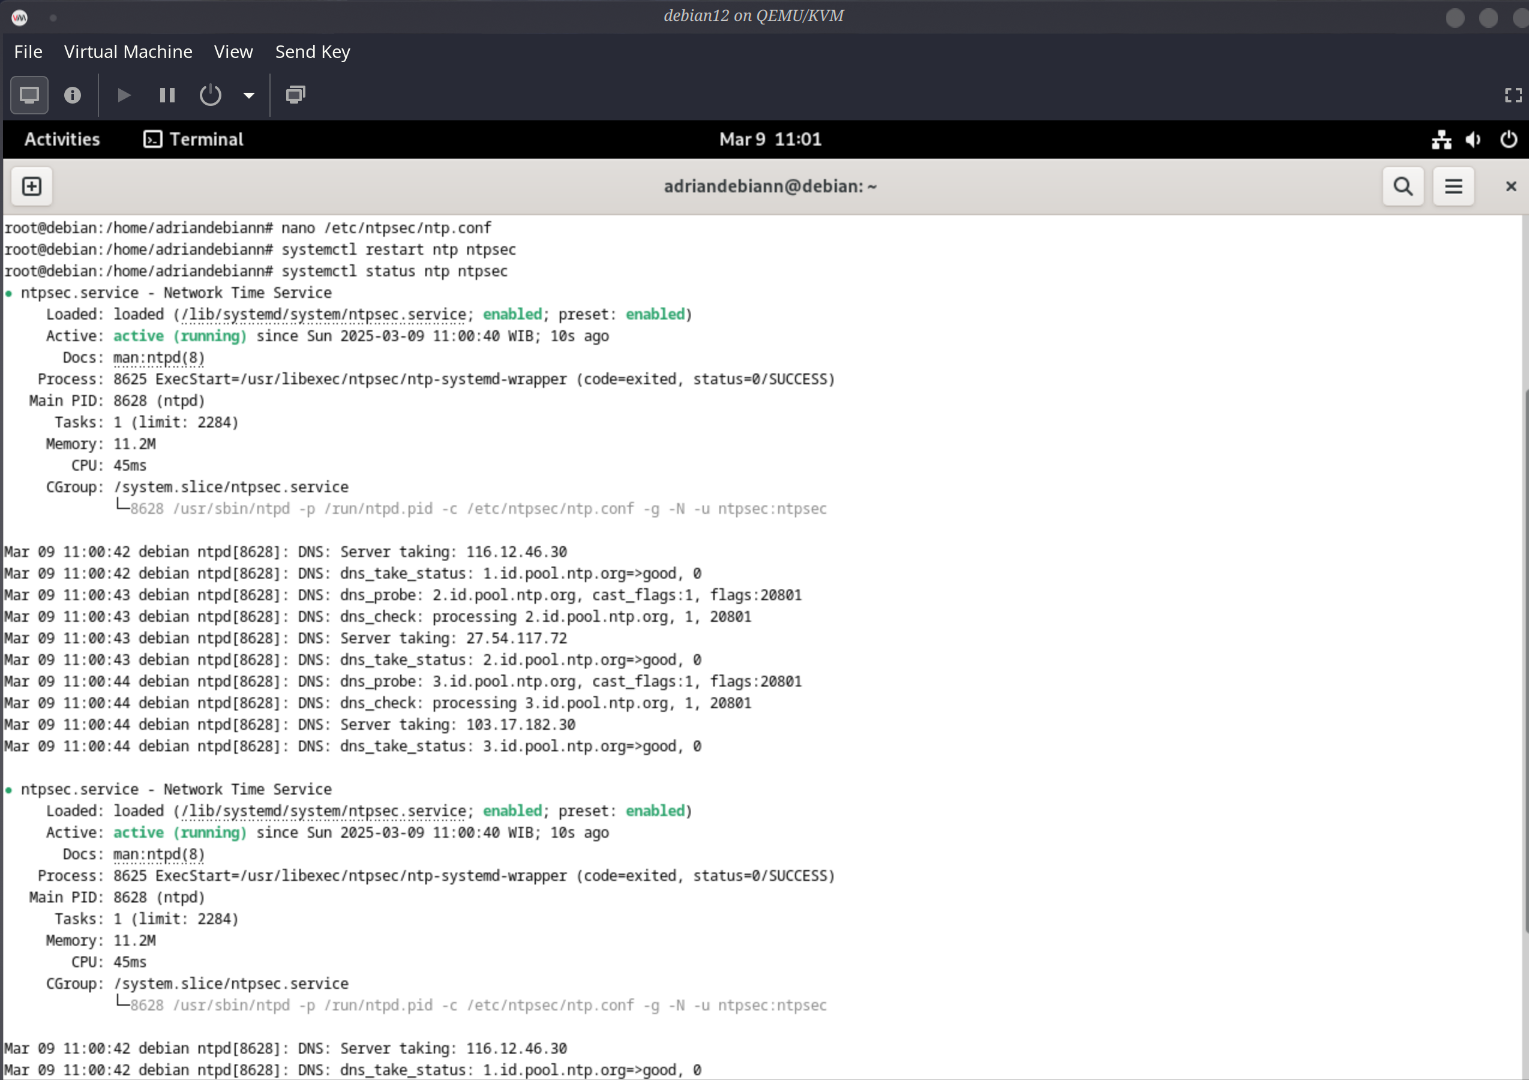 debian12 on QEMU/KVM
File Virtual Machine View Send Key
Activities Terminal Mar 9 11:01
adriandebiann@debian: ~
root@debian:/home/adriandebiann# nano /etc/ntpsec/ntp.conf
root@debian:/home/adriandebiann# systemctl restart ntp ntpsec
root@debian:/home/adriandebiann# systemctl status ntp ntpsec
● ntpsec.service - Network Time Service
Loaded: loaded (/lib/systemd/system/ntpsec.service; enabled; preset: enabled)
Active: active (running) since Sun 2025-03-09 11:00:40 WIB; 10s ago
Docs: man:ntpd(8)
Process: 8625 ExecStart=/usr/libexec/ntpsec/ntp-systemd-wrapper (code=exited, status=0/SUCCESS)
Main PID: 8628 (ntpd)
Tasks: 1 (limit: 2284)
Memory: 11.2M
CPU: 45ms
CGroup: /system.slice/ntpsec.service
└─8628 /usr/sbin/ntpd -p /run/ntpd.pid -c /etc/ntpsec/ntp.conf -g -N -u ntpsec:ntpsec
Mar 09 11:00:42 debian ntpd[8628]: DNS: Server taking: 116.12.46.30
Mar 09 11:00:42 debian ntpd[8628]: DNS: dns_take_status: 1.id.pool.ntp.org=>good, 0
Mar 09 11:00:43 debian ntpd[8628]: DNS: dns_probe: 2.id.pool.ntp.org, cast_flags:1, flags:20801
Mar 09 11:00:43 debian ntpd[8628]: DNS: dns_check: processing 2.id.pool.ntp.org, 1, 20801
Mar 09 11:00:43 debian ntpd[8628]: DNS: Server taking: 27.54.117.72
Mar 09 11:00:43 debian ntpd[8628]: DNS: dns_take_status: 2.id.pool.ntp.org=>good, 0
Mar 09 11:00:44 debian ntpd[8628]: DNS: dns_probe: 3.id.pool.ntp.org, cast_flags:1, flags:20801
Mar 09 11:00:44 debian ntpd[8628]: DNS: dns_check: processing 3.id.pool.ntp.org, 1, 20801
Mar 09 11:00:44 debian ntpd[8628]: DNS: Server taking: 103.17.182.30
Mar 09 11:00:44 debian ntpd[8628]: DNS: dns_take_status: 3.id.pool.ntp.org=>good, 0
● ntpsec.service - Network Time Service
Loaded: loaded (/lib/systemd/system/ntpsec.service; enabled; preset: enabled)
Active: active (running) since Sun 2025-03-09 11:00:40 WIB; 10s ago
Docs: man:ntpd(8)
Process: 8625 ExecStart=/usr/libexec/ntpsec/ntp-systemd-wrapper (code=exited, status=0/SUCCESS)
Main PID: 8628 (ntpd)
Tasks: 1 (limit: 2284)
Memory: 11.2M
CPU: 45ms
CGroup: /system.slice/ntpsec.service
└─8628 /usr/sbin/ntpd -p /run/ntpd.pid -c /etc/ntpsec/ntp.conf -g -N -u ntpsec:ntpsec
Mar 09 11:00:42 debian ntpd[8628]: DNS: Server taking: 116.12.46.30
Mar 09 11:00:42 debian ntpd[8628]: DNS: dns_take_status: 1.id.pool.ntp.org=>good, 0